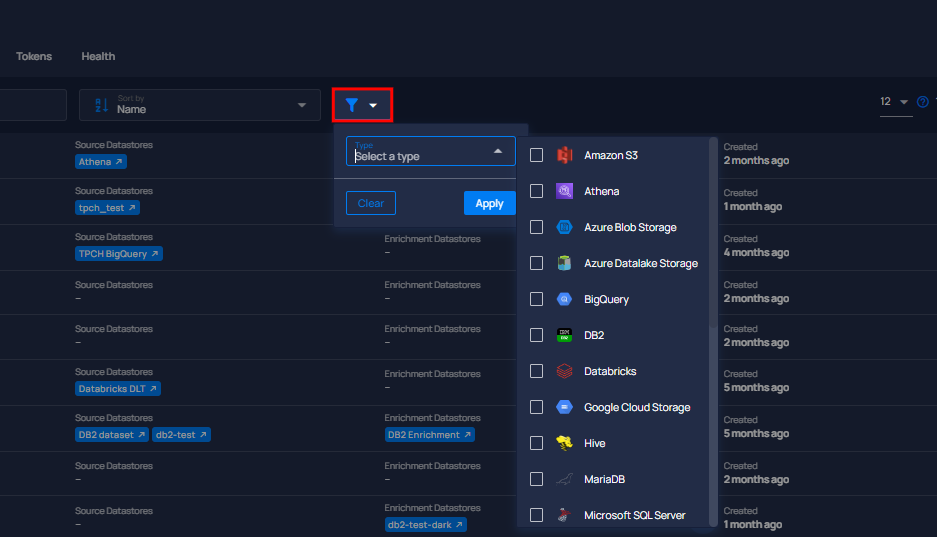 Tokens
Health
Sort by
Name
12
Type
Select a type
Clear
Apply
Amazon S3
Athena
Azure Blob Storage
Azure Datalake Storage
BigQuery
DB2
Databricks
Google Cloud Storage
Hive
MariaDB
Microsoft SQL Server
Source Datastores
Athena
Created
2 months ago
Source Datastores
tpch_test
Created
1 month ago
Source Datastores
TPCH BigQuery
Enrichment Datastores
–
Created
4 months ago
Source Datastores
–
Enrichment Datastores
–
Created
2 months ago
Source Datastores
–
Enrichment Datastores
–
Created
2 months ago
Source Datastores
Databricks DLT
Enrichment Datastores
–
Created
5 months ago
Source Datastores
DB2 dataset
db2-test
Enrichment Datastores
DB2 Enrichment
Created
5 months ago
Source Datastores
–
Enrichment Datastores
–
Created
2 months ago
Source Datastores
–
Enrichment Datastores
db2-test-dark
Created
1 month ago